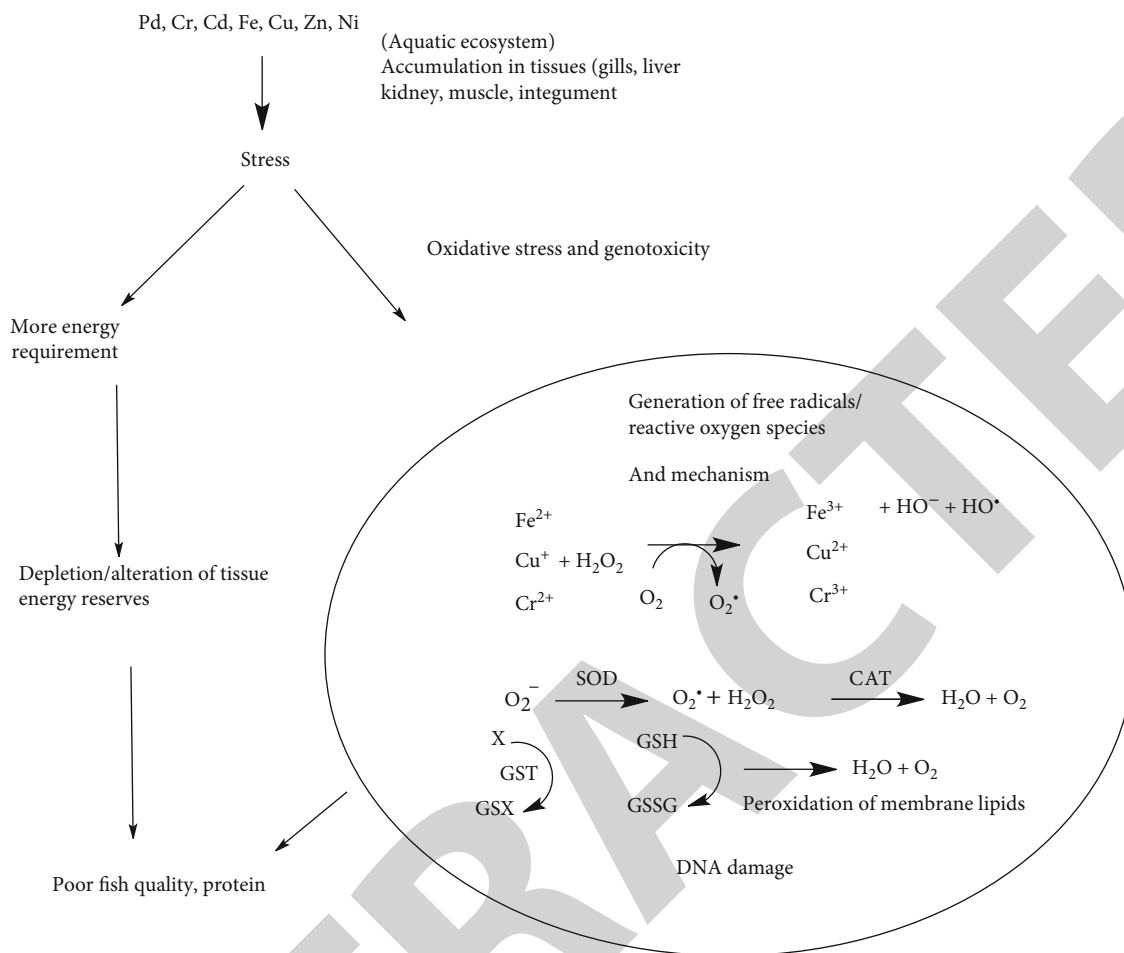 Pd, Cr, Cd, Fe, Cu, Zn, Ni
(Aquatic ecosystem)
Accumulation in tissues (gills, liver
kidney, muscle, integument
Stress
Oxidative stress and genotoxicity
More energy
requirement
Depletion/alteration of tissue
energy reserves
Poor fish quality, protein
Generation of free radicals/
reactive oxygen species
And mechanism
Fe²⁺
Cu⁺ + H₂O₂
Cr²⁺
O₂
O₂•
Fe³⁺ + HO⁻ + HO•
Cu²⁺
Cr³⁺
O₂⁻ SOD O₂• + H₂O₂ CAT H₂O + O₂
X
GST
GSX
GSH
GSSG
H₂O + O₂
Peroxidation of membrane lipids
DNA damage
TRACTE